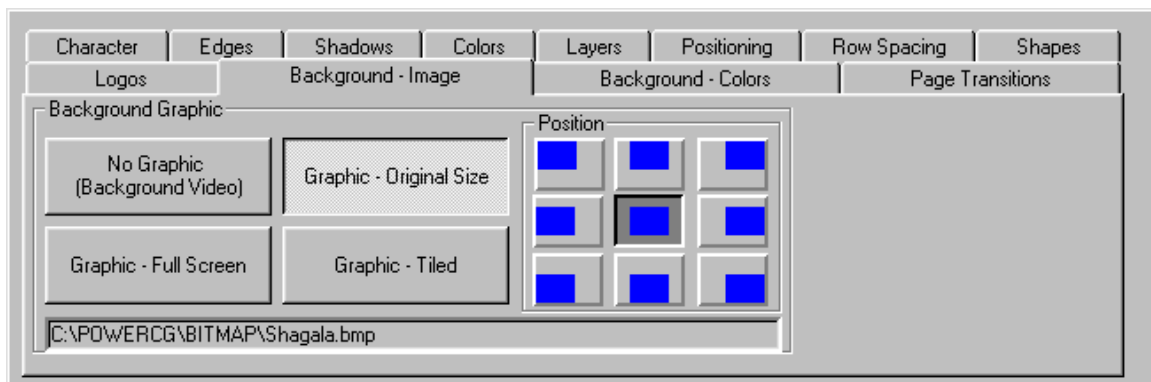 Character Edges Shadows Colors Layers Positioning Row Spacing Shapes
Logos Background - Image Background - Colors Page Transitions
Background Graphic
Position
No Graphic
(Background Video)
Graphic - Original Size
Graphic - Full Screen
Graphic - Tiled
C:\POWERCG\BITMAP\Shagala.bmp